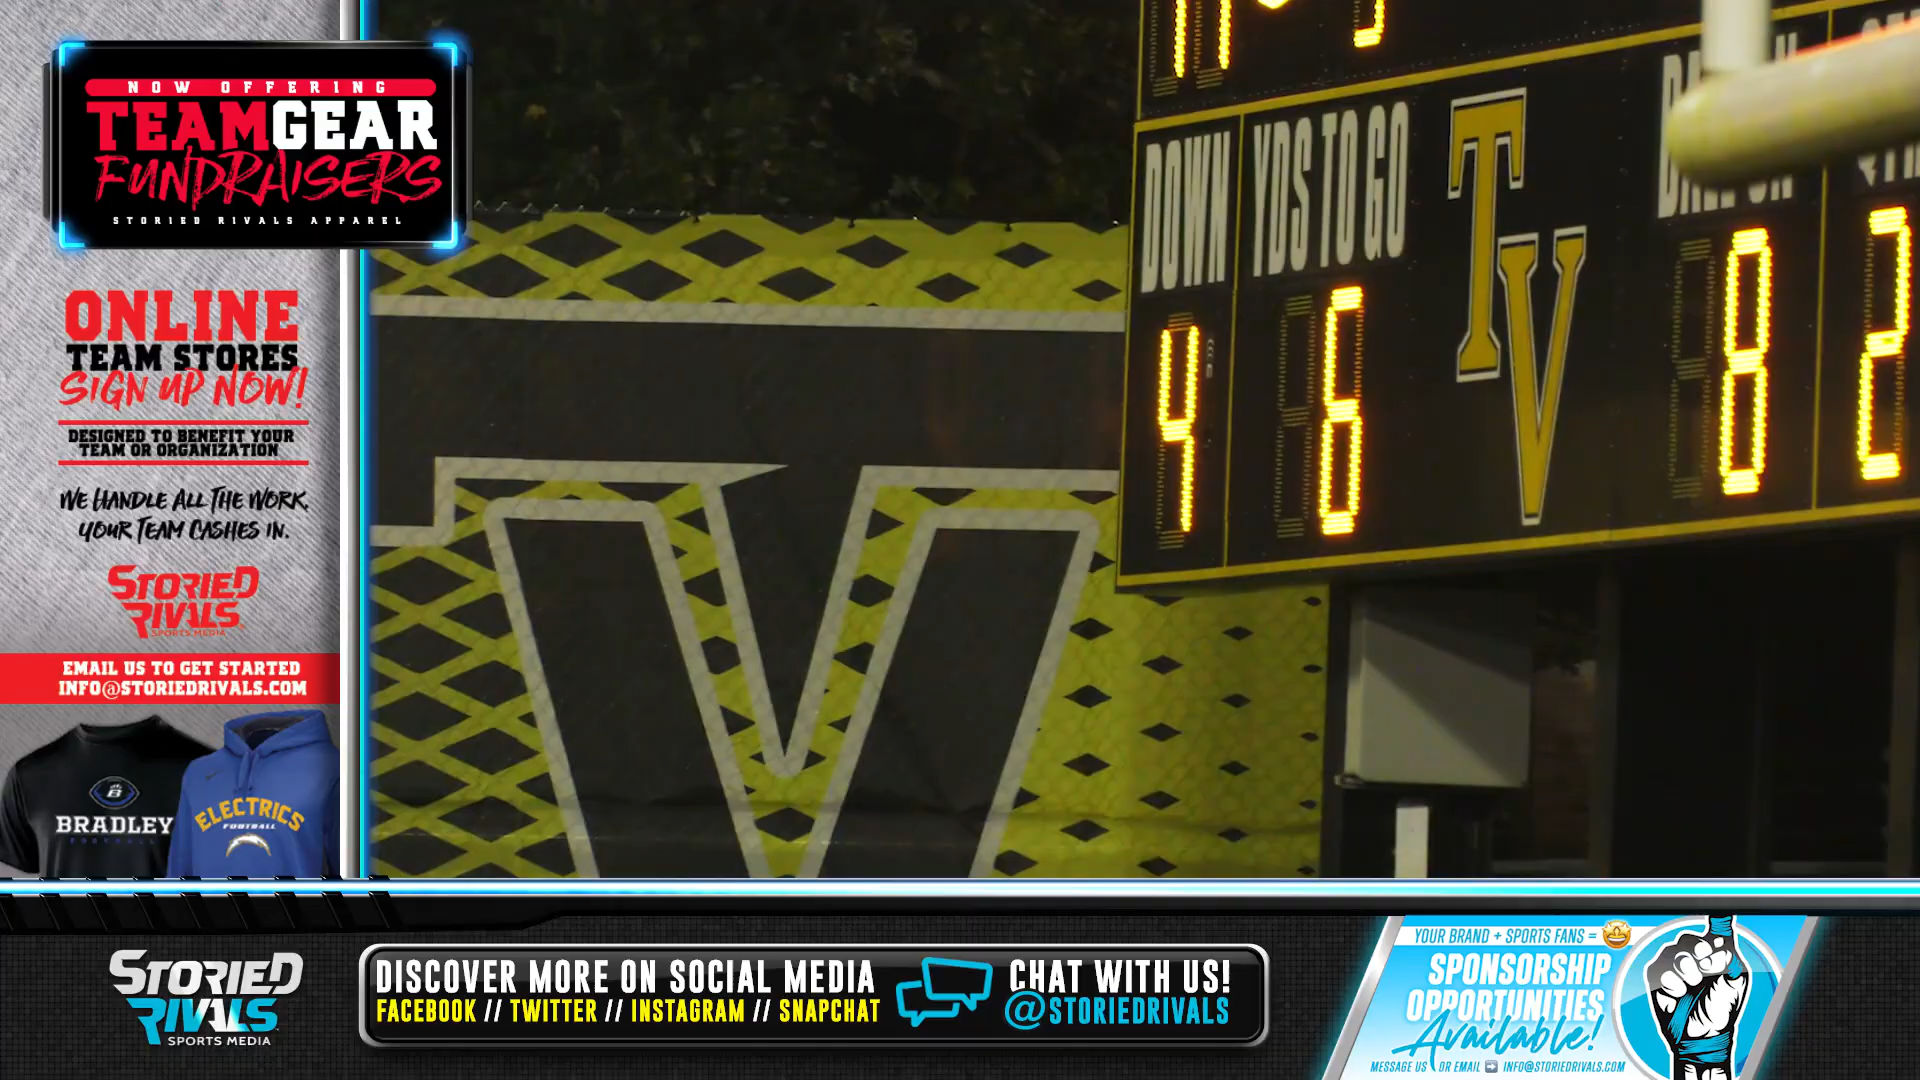 NOW OFFERING
TEAMGEAR
FUNDRAISERS
STORIED RIVALS APPAREL
ONLINE
TEAM STORES
SIGN UP NOW!
DESIGNED TO BENEFIT YOUR
TEAM OR ORGANIZATION
WE HANDLE ALL THE WORK,
YOUR TEAM CASHES IN.
STORIED
RIVALS
SPORTS MEDIA
EMAIL US TO GET STARTED
INFO@STORIEDRIVALS.COM
B
BRADLEY
FOOTBALL
ELECTRICS
FOOTBALL
DOWN
YDS TO GO
TV
4
6
8
2
V
STORIED
RIVALS
SPORTS MEDIA
DISCOVER MORE ON SOCIAL MEDIA
FACEBOOK // TWITTER // INSTAGRAM // SNAPCHAT
CHAT WITH US!
@STORIEDRIVALS
YOUR BRAND + SPORTS FANS = 🤩
SPONSORSHIP
OPPORTUNITIES
Available!
MESSAGE US OR EMAIL ➡ INFO@STORIEDRIVALS.COM